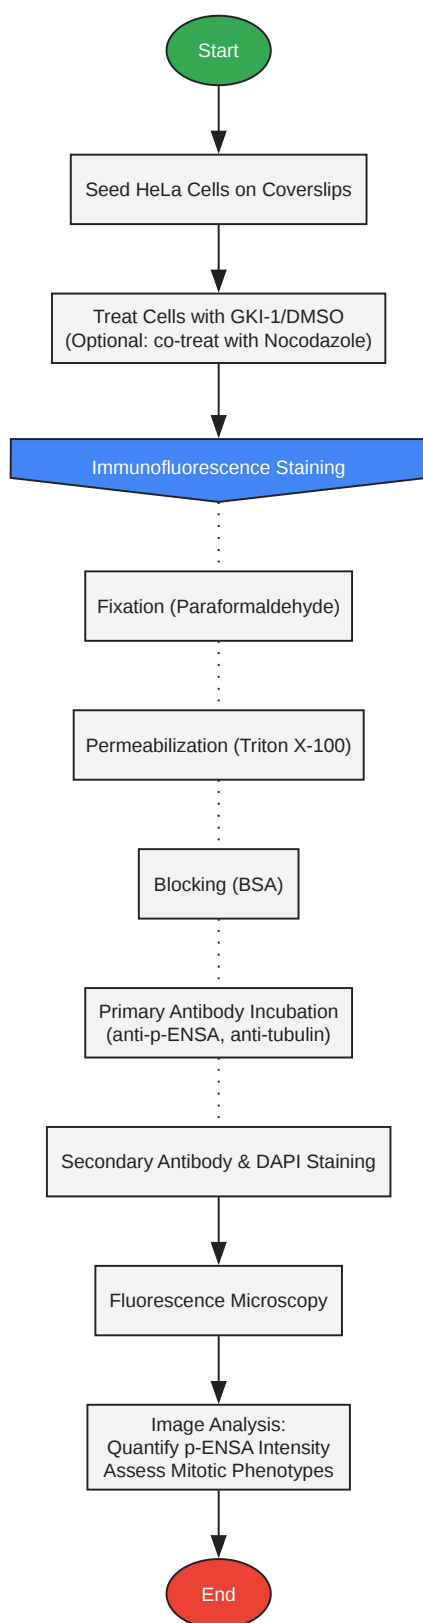 Start
Seed HeLa Cells on Coverslips
Treat Cells with GKI-1/DMSO
(Optional: co-treat with Nocodazole)
Immunofluorescence Staining
Fixation (Paraformaldehyde)
Permeabilization (Triton X-100)
Blocking (BSA)
Primary Antibody Incubation
(anti-p-ENSA, anti-tubulin)
Secondary Antibody & DAPI Staining
Fluorescence Microscopy
Image Analysis:
Quantify p-ENSA Intensity
Assess Mitotic Phenotypes
End